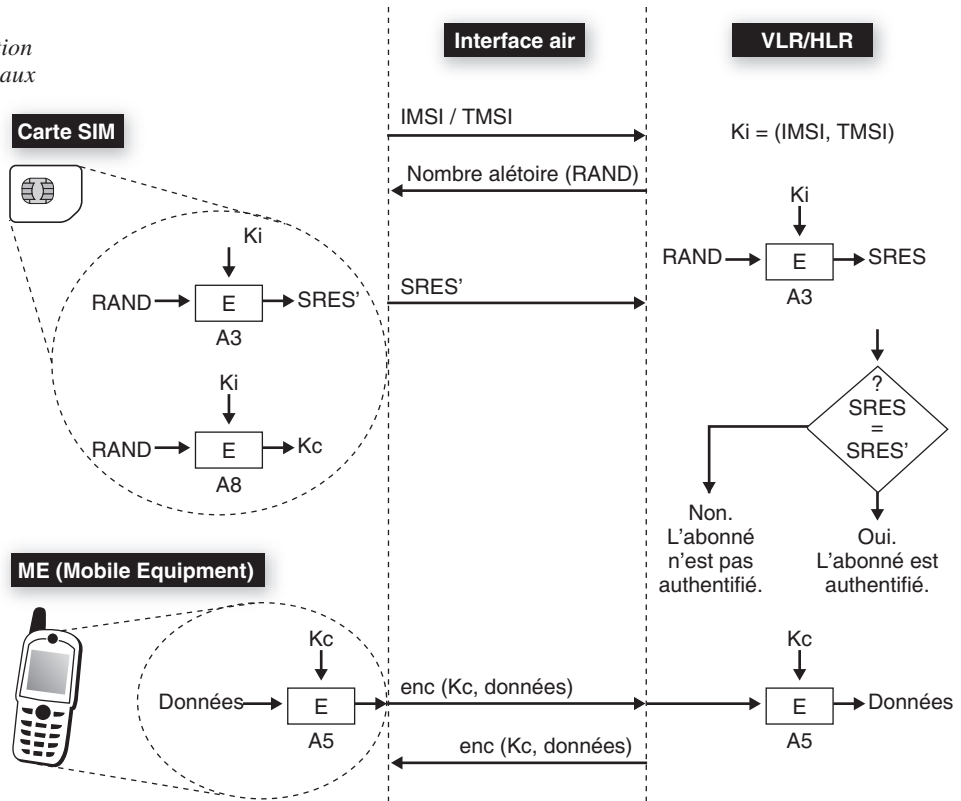 tion
aux
Interface air
VLR/HLR
Carte SIM
IMSI / TMSI
Ki = (IMSI, TMSI)
Nombre alétoire (RAND)
Ki
RAND
E
SRES
A3
Ki
RAND
E
SRES'
A3
SRES'
?
SRES
=
SRES'
Ki
RAND
E
Kc
A8
Non.
L'abonné
n'est pas
authentifié.
Oui.
L'abonné est
authentifié.
ME (Mobile Equipment)
Kc
Données
E
A5
enc (Kc, données)
enc (Kc, données)
Kc
E
Données
A5